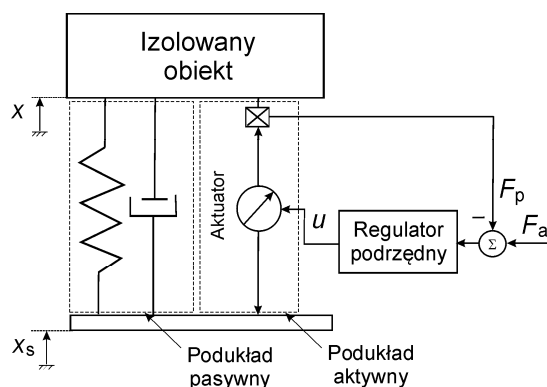 Izolowany
obiekt
x
Aktuator
F_p
u
Regulator
podrzędny
−
Σ
F_a
x_s
Podukład
pasywny
Podukład
aktywny